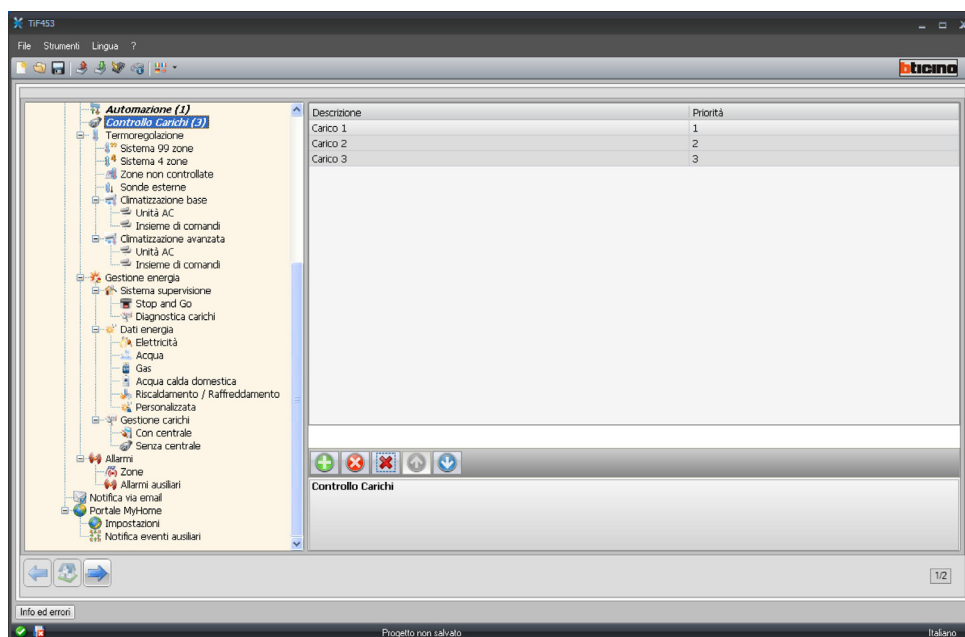 TiF453
File Strumenti Lingua ?
bticino
Automazione (1)
Controllo Carichi (3)
Termoregolazione
Sistema 99 zone
Sistema 4 zone
Zone non controllate
Sonde esterne
Climatizzazione base
Unità AC
Insieme di comandi
Climatizzazione avanzata
Unità AC
Insieme di comandi
Gestione energia
Sistema supervisione
Stop and Go
Diagnostica carichi
Dati energia
Elettricità
Acqua
Gas
Acqua calda domestica
Riscaldamento / Raffreddamento
Personalizzata
Gestione carichi
Con centrale
Senza centrale
Allarmi
Zone
Allarmi ausiliari
Notifica via email
Portale MyHome
Impostazioni
Notifica eventi ausiliari
Descrizione Priorità
Carico 1 1
Carico 2 2
Carico 3 3
Controllo Carichi
1/2
Info ed errori
Progetto non salvato Italiano